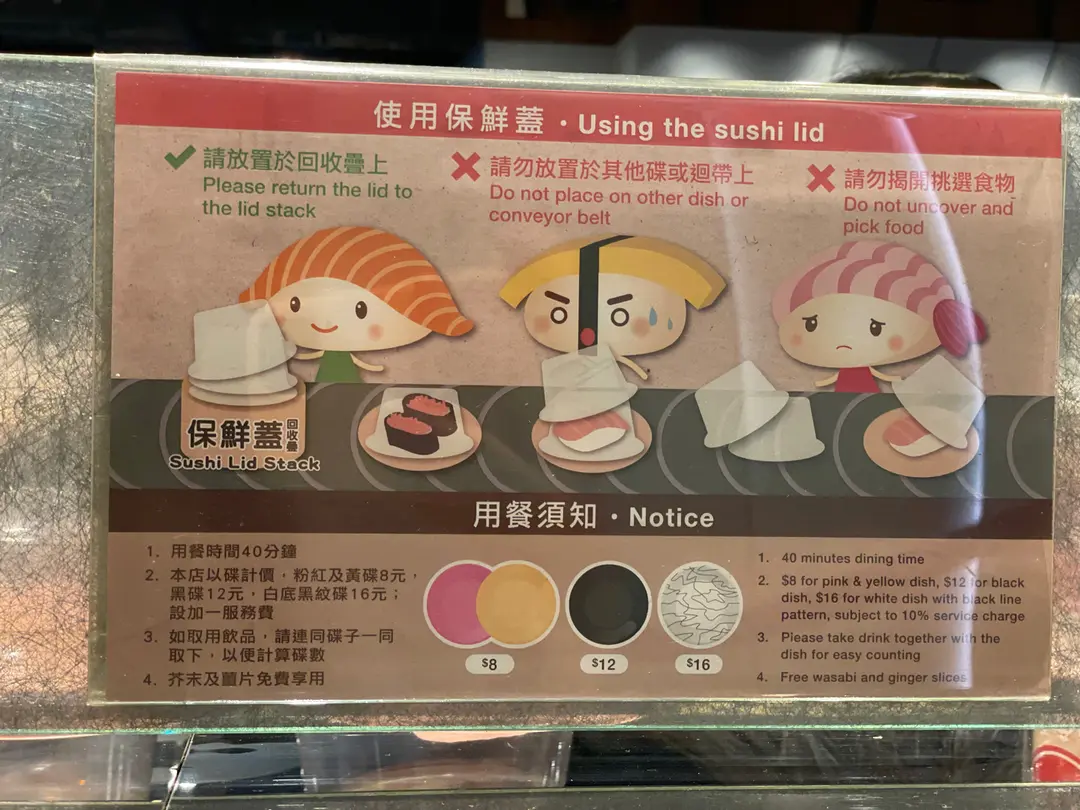 使用保鮮蓋・Using the sushi lid
請放置於回收疊上
Please return the lid to
the lid stack
請勿放置於其他碟或迴帶上
Do not place on other dish or
conveyor belt
請勿揭開挑選食物
Do not uncover and
pick food
保鮮蓋 回收疊
Sushi Lid Stack
用餐須知・Notice
1. 用餐時間40分鐘
2. 本店以碟計價，粉紅及黃碟8元，
黑碟12元，白底黑紋碟16元；
設加一服務費
3. 如取用飲品，請連同碟子一同
取下，以便計算碟數
4. 芥末及薑片免費享用
$8
$12
$16
1. 40 minutes dining time
2. $8 for pink & yellow dish, $12 for black
dish, $16 for white dish with black line
pattern, subject to 10% service charge
3. Please take drink together with the
dish for easy counting
4. Free wasabi and ginger slices